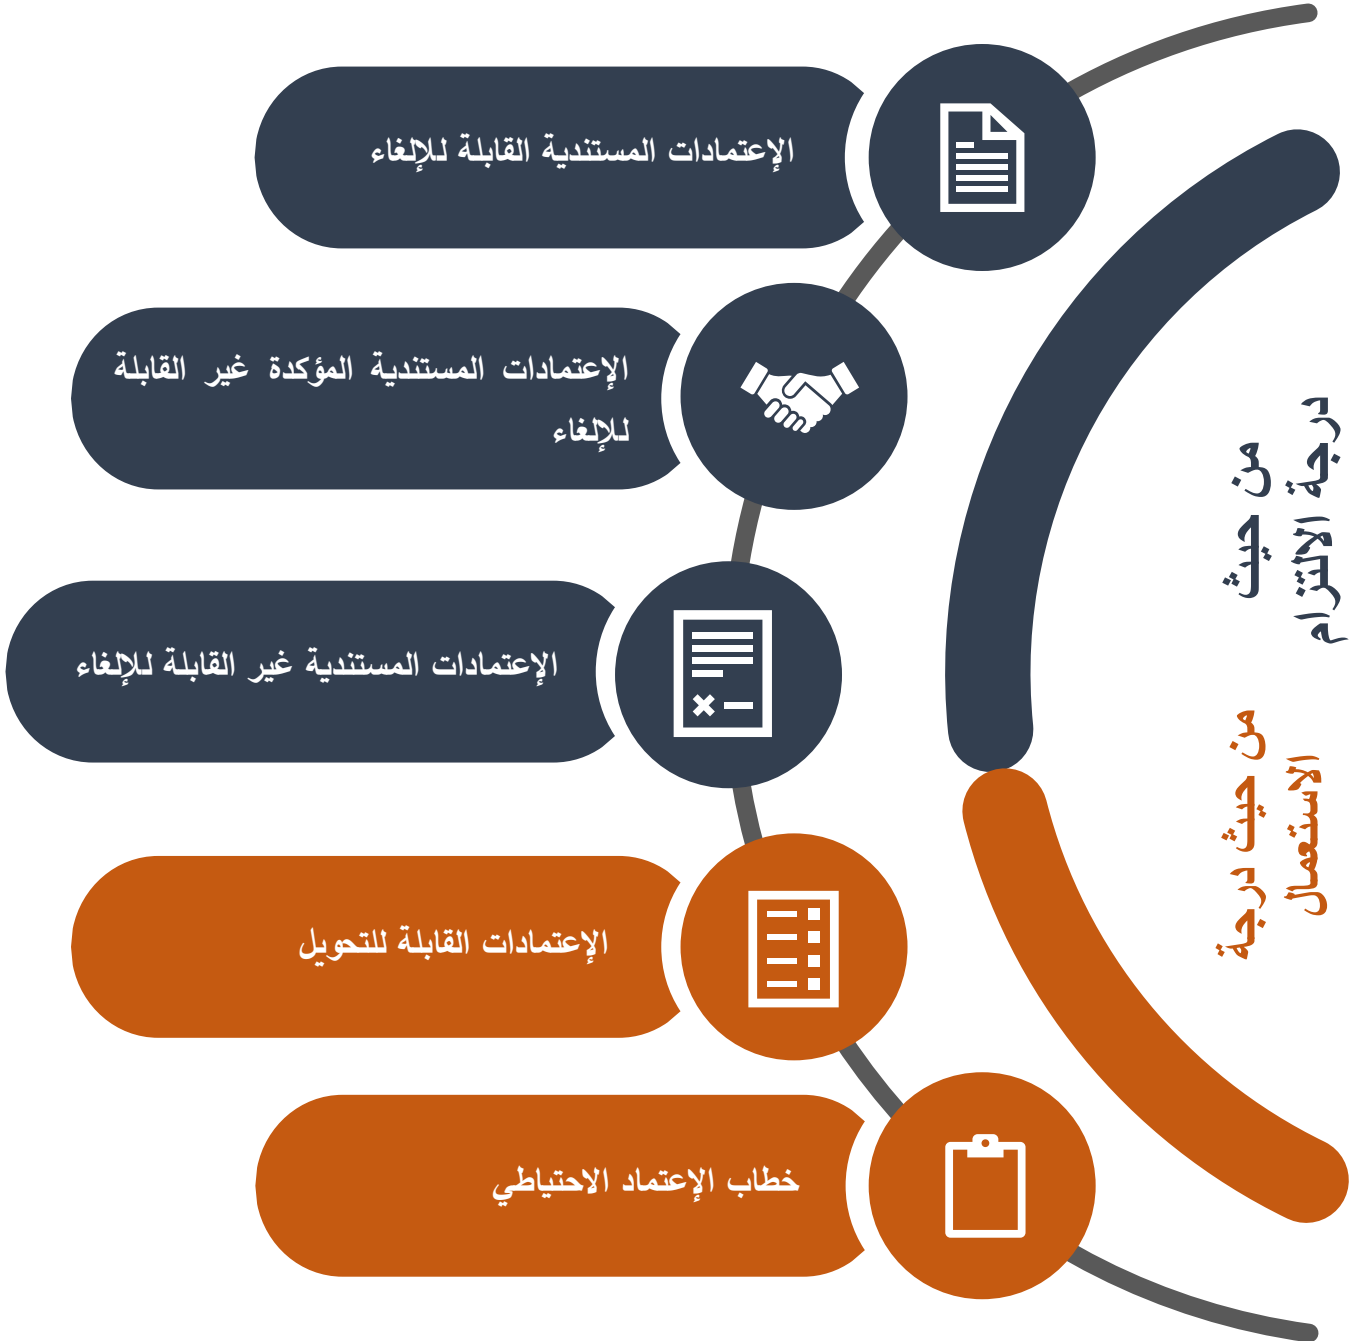 الإعتمادات المستندية القابلة للإلغاء
الإعتمادات المستندية المؤكدة غير القابلة
للإلغاء
الإعتمادات المستندية غير القابلة للإلغاء
الإعتمادات القابلة للتحويل
خطاب الإعتماد الاحتياطي
من حيث
درجة الالتزام
من حيث درجة
الاستعمال